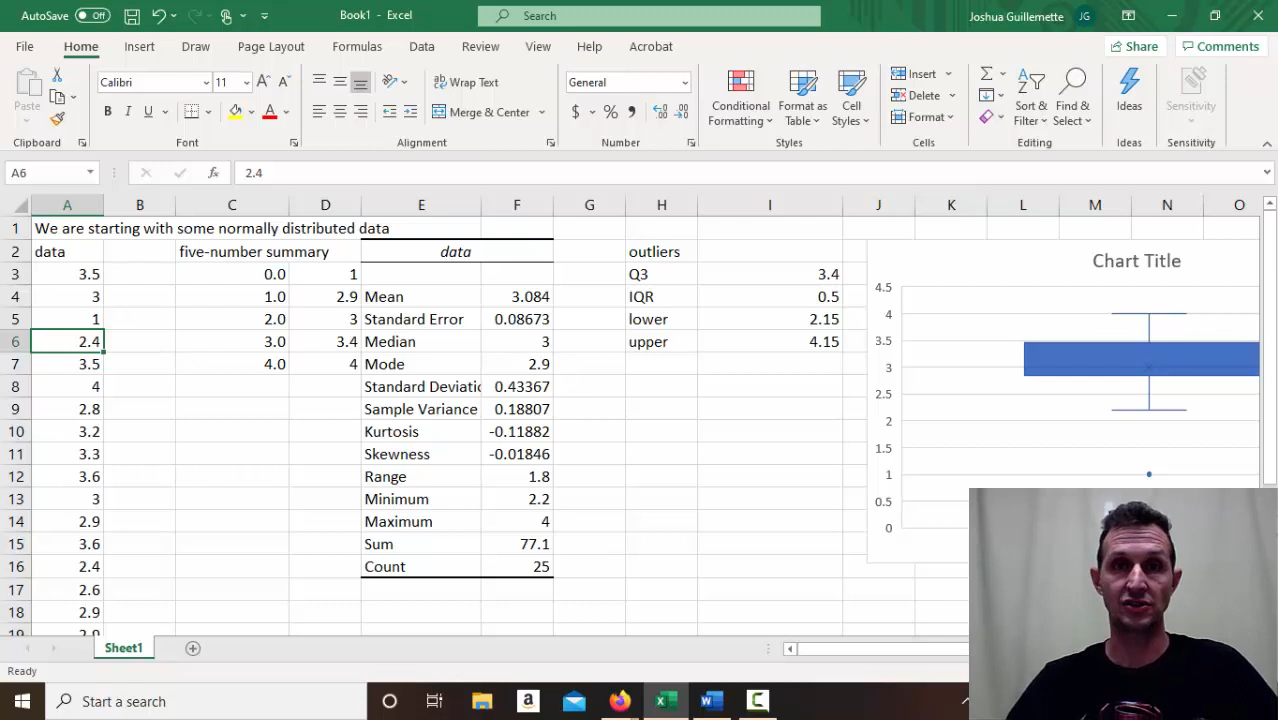 AutoSave Off Book1 - Excel Search Joshua Guillemette JG
File Home Insert Draw Page Layout Formulas Data Review View Help Acrobat Share Comments
Paste Calibri 11 Wrap Text General Conditional Formatting Format as Table Cell Styles Insert Sort & Filter Find & Select Ideas Sensitivity
B I U Merge & Center $ % Delete
Format
Clipboard Font Alignment Number Styles Cells Editing Ideas Sensitivity
A6 fx 2.4
A B C D E F G H I J K L M N O
1 We are starting with some normally distributed data
2 data five-number summary data outliers Chart Title
3 3.5 0.0 1 Q3 3.4
4 3 1.0 2.9 Mean 3.084 IQR 0.5
5 1 2.0 3 Standard Error 0.08673 lower 2.15
6 2.4 3.0 3.4 Median 3 upper 4.15
7 3.5 4.0 4 Mode 2.9
8 4 Standard Deviatio 0.43367
9 2.8 Sample Variance 0.18807
10 3.2 Kurtosis -0.11882
11 3.3 Skewness -0.01846
12 3.6 Range 1.8
13 3 Minimum 2.2
14 2.9 Maximum 4
15 3.6 Sum 77.1
16 2.4 Count 25
17 2.6
18 2.9
19 2.9
4.5
4
3.5
3
2.5
2
1.5
1
0.5
0
Sheet1
Ready
Start a search